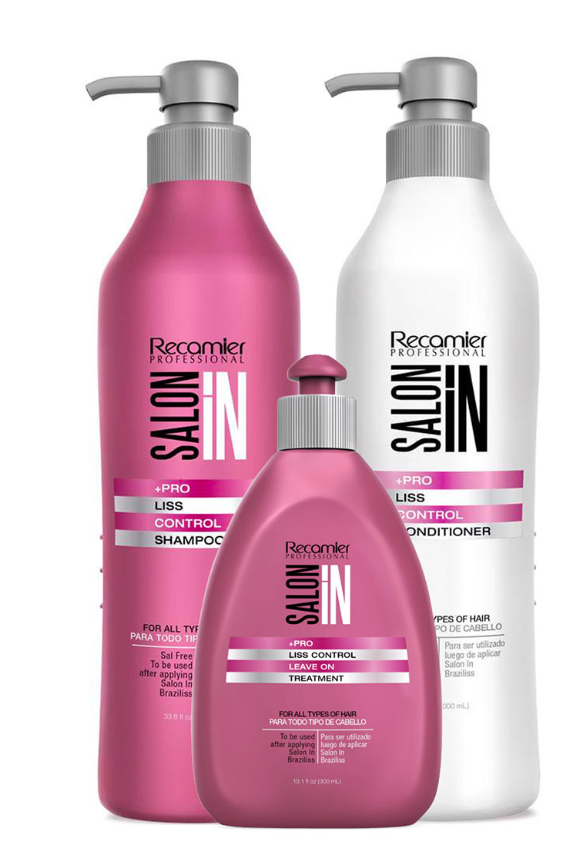 Recamier
PROFESSIONAL
SALON
IN
+PRO
LISS
CONTROL
SHAMPOO
FOR ALL TYP
PARA TODO TIP
Sal Free
To be used
after applying
Salon In
Braziliss
33.8 fl oz
Recamier
PROFESSIONAL
SALON
IN
+PRO
LISS
CONTROL
CONDITIONER
YPES OF HAIR
PO DE CABELLO
Para ser utilizado
luego de aplicar
Salon In
Braziliss
000 mL)
Recamier
PROFESSIONAL
SALON
IN
+PRO
LISS CONTROL
LEAVE ON
TREATMENT
FOR ALL TYPES OF HAIR
PARA TODO TIPO DE CABELLO
To be used
after applying
Salon In
Braziliss
Para ser utilizado
luego de aplicar
Salon In
Braziliss
10.1 fl oz (300 mL)